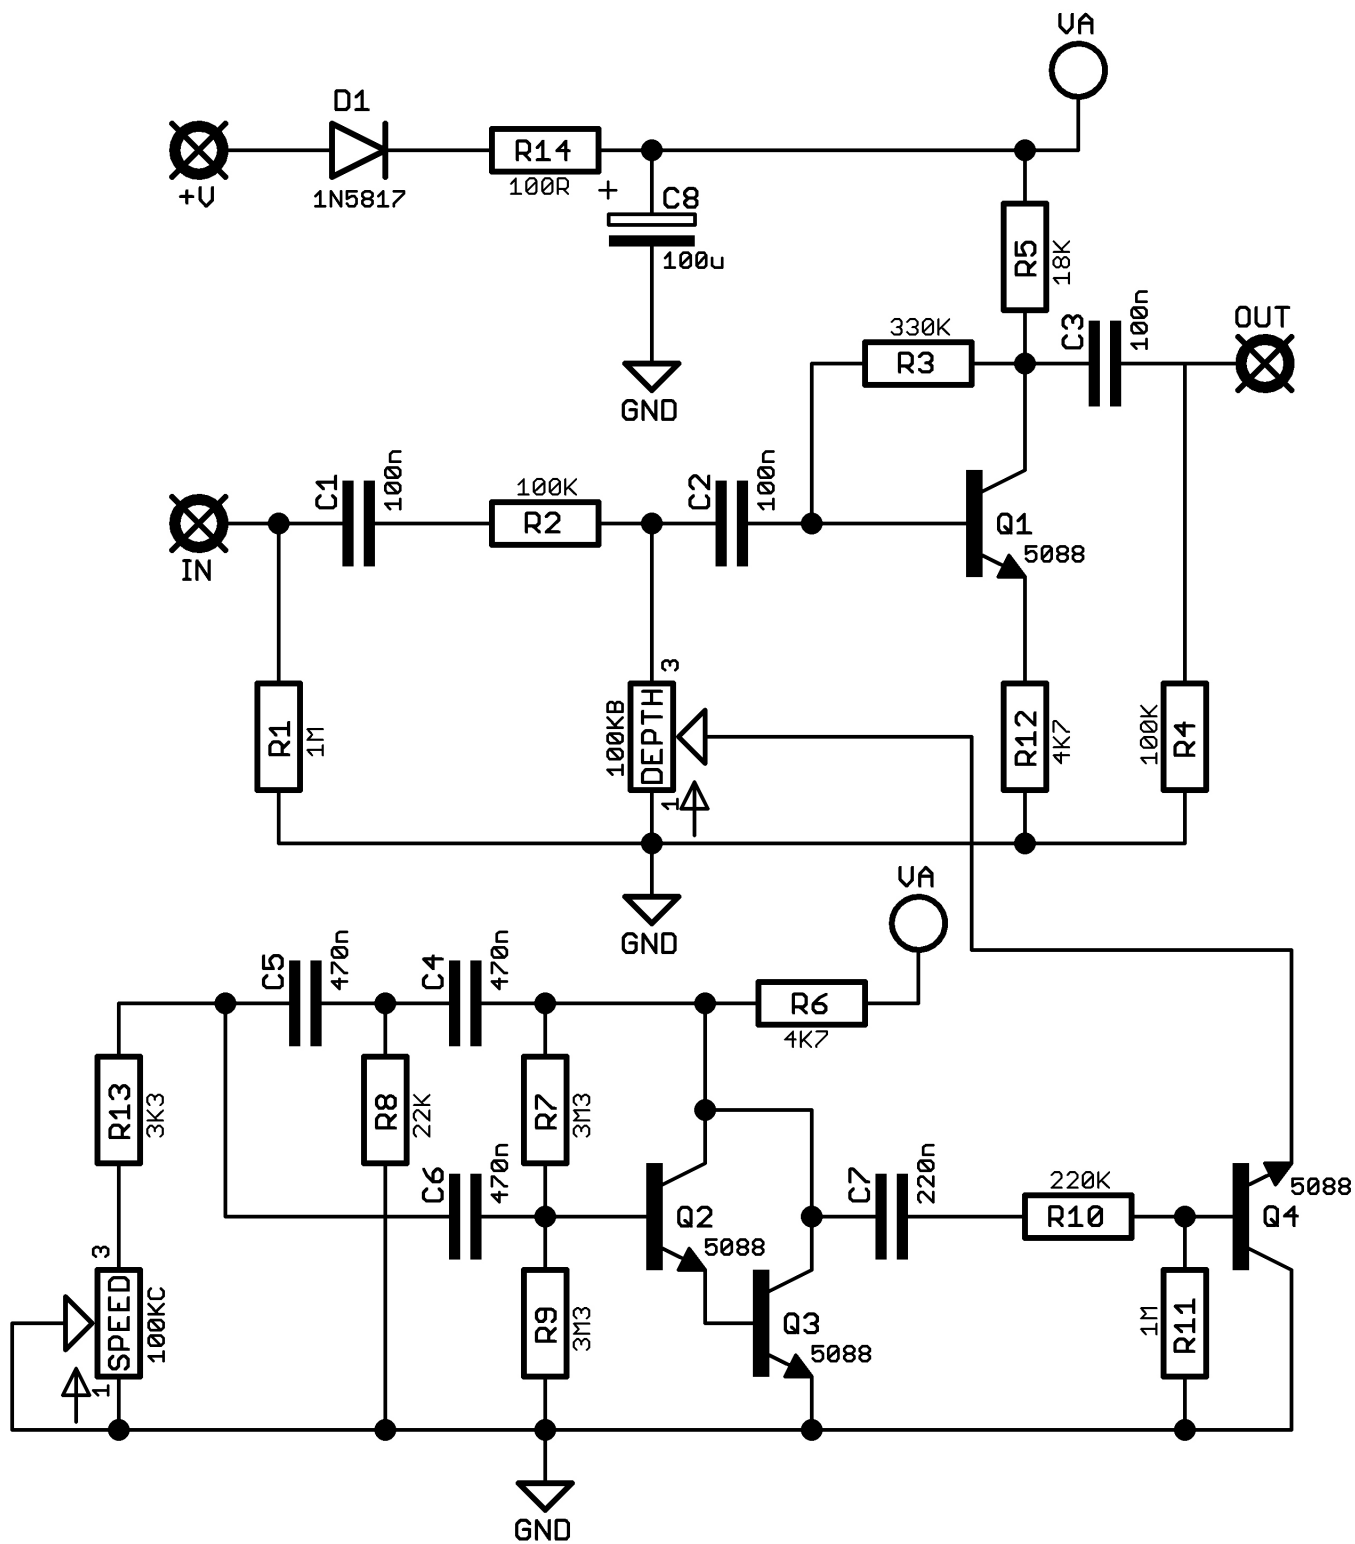 VA
D1
+V
1N5817
R14
100R
+
C8
100u
GND
R5
18K
330K
R3
C3
100n
OUT
IN
C1
100n
100K
R2
C2
100n
Q1
5088
R1
1M
3
100KB
DEPTH
1
R12
4K7
100K
R4
GND
VA
C5
470n
C4
470n
R6
4K7
R13
3K3
R8
22K
R7
3M3
C6
470n
Q2
5088
C7
220n
220K
R10
5088
Q4
3
SPEED
100KC
1
R9
3M3
Q3
5088
1M
R11
GND